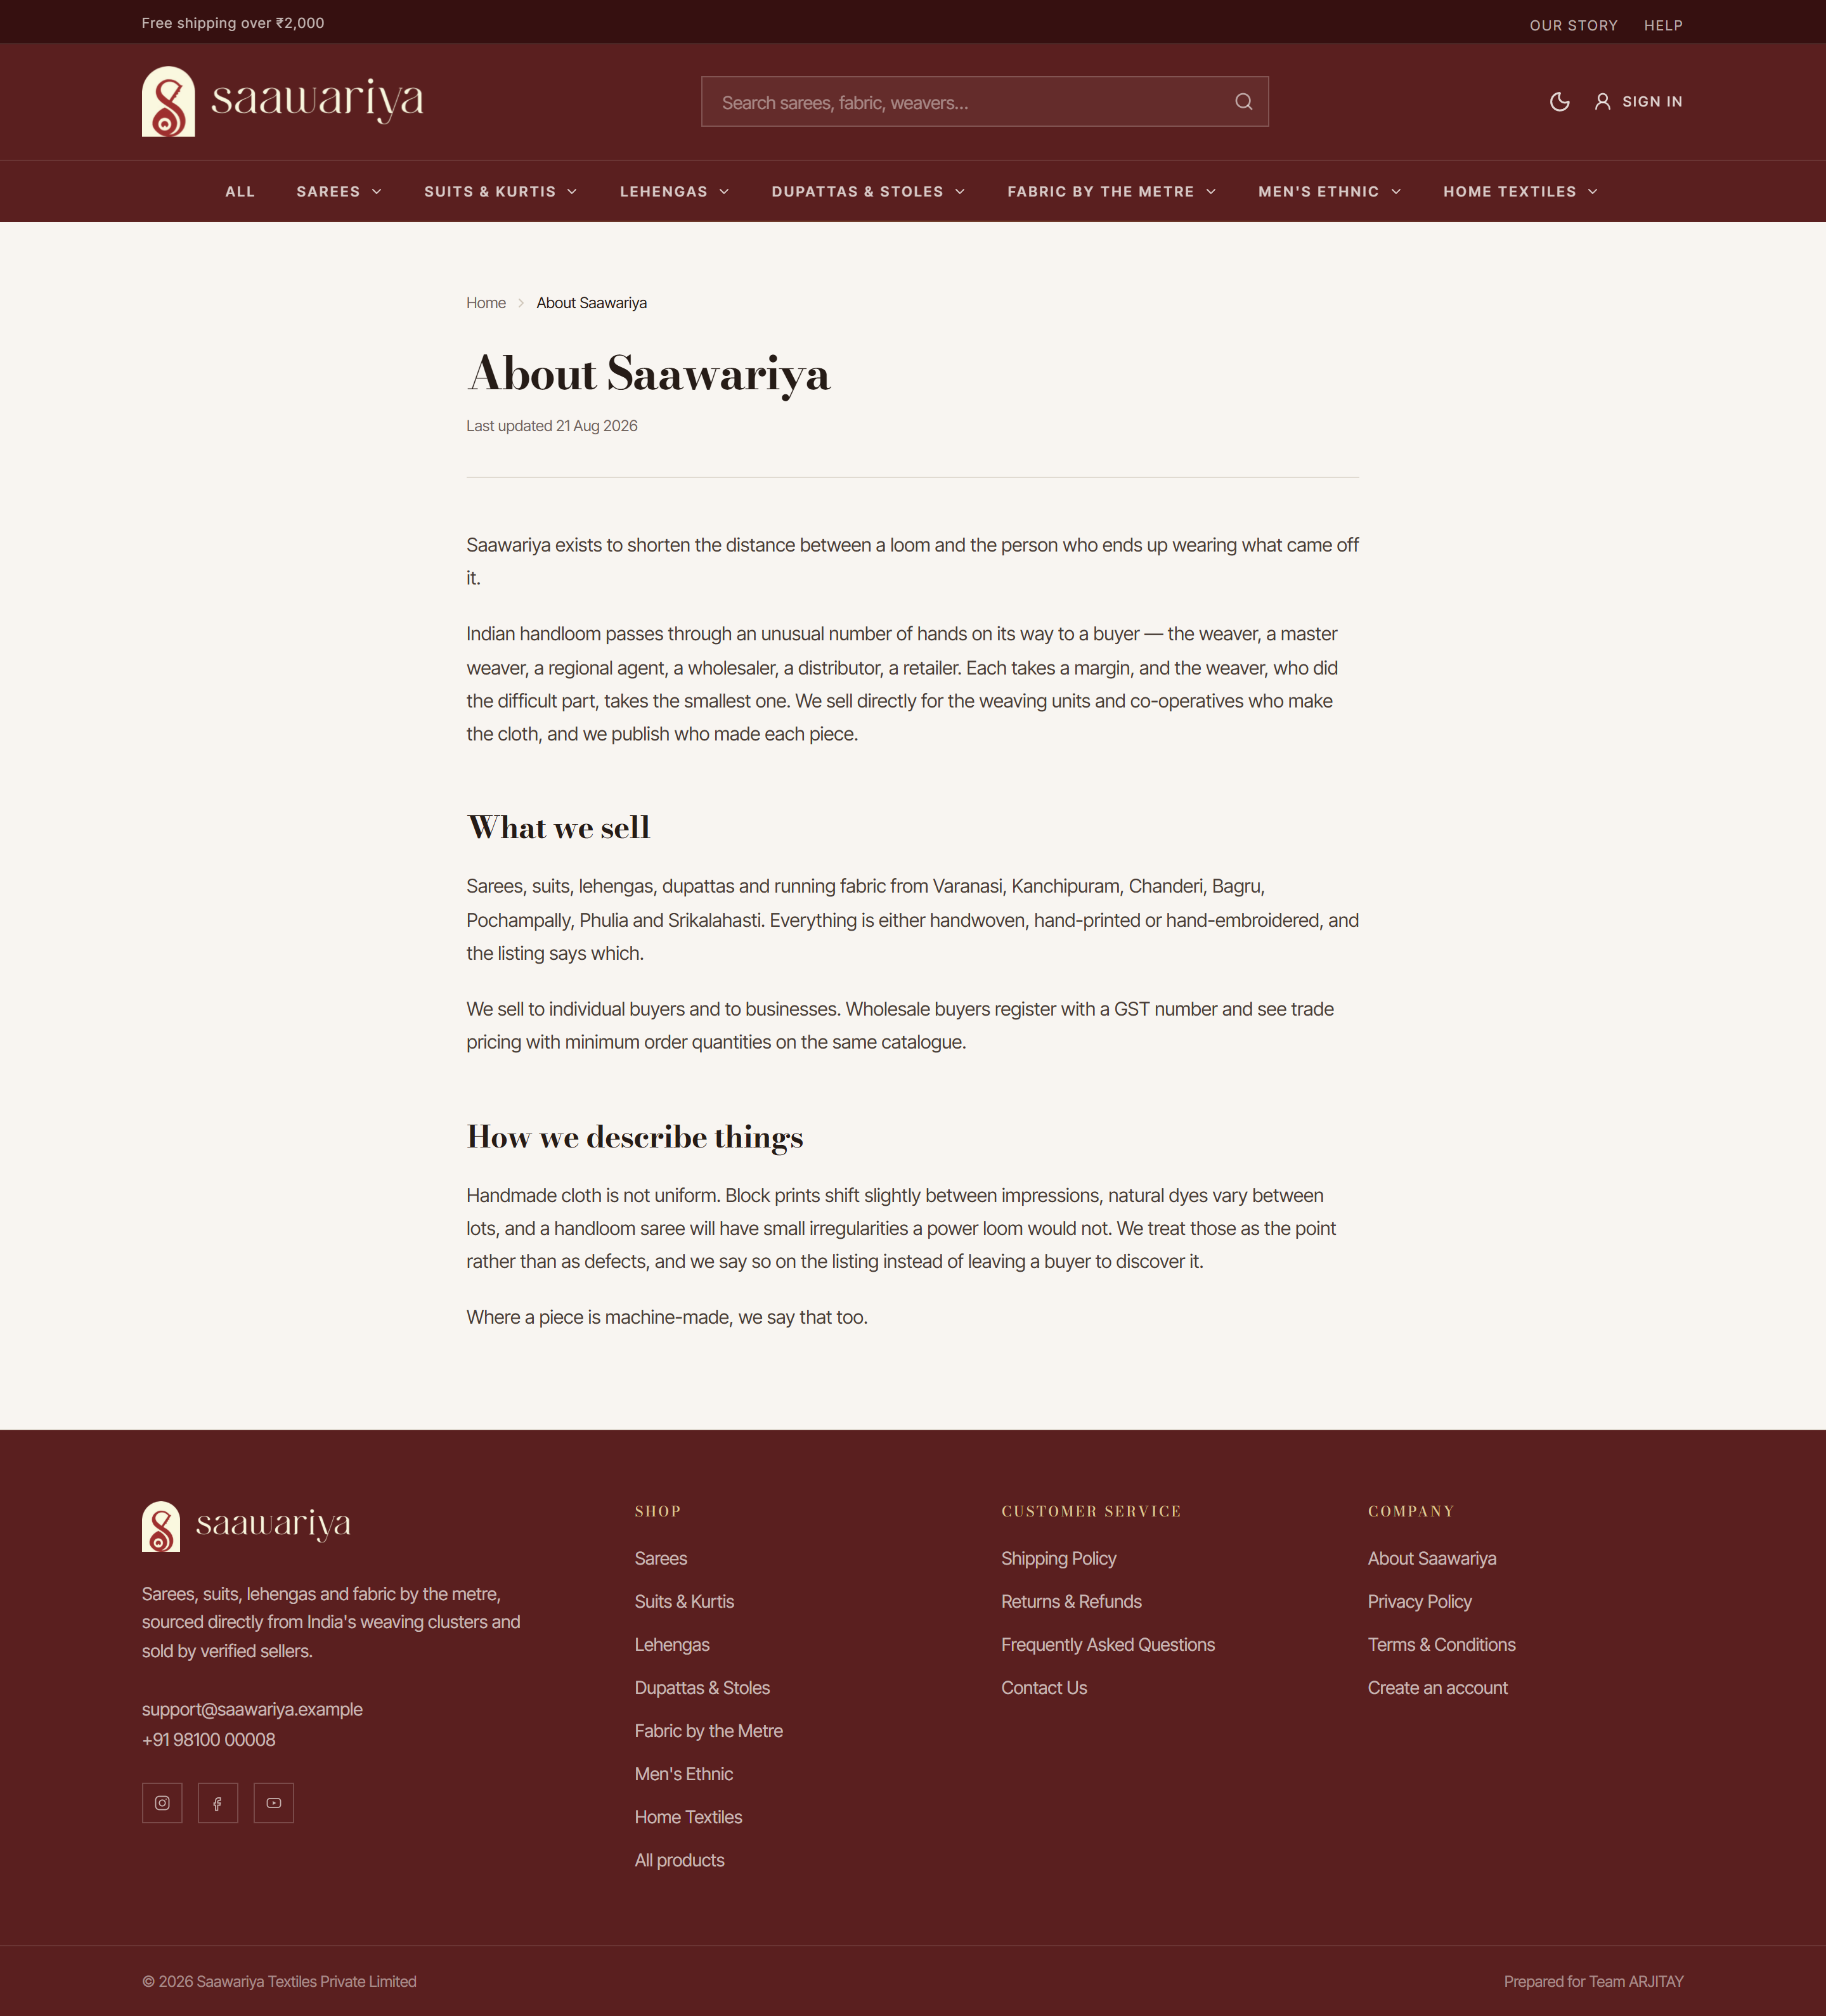 Free shipping over ₹2,000
OUR STORY HELP
saawariya
Search sarees, fabric, weavers...
SIGN IN
ALL SAREES SUITS & KURTIS LEHENGAS DUPATTAS & STOLES FABRIC BY THE METRE MEN'S ETHNIC HOME TEXTILES
Home About Saawariya
About Saawariya
Last updated 21 Aug 2026
Saawariya exists to shorten the distance between a loom and the person who ends up wearing what came off
it.
Indian handloom passes through an unusual number of hands on its way to a buyer — the weaver, a master
weaver, a regional agent, a wholesaler, a distributor, a retailer. Each takes a margin, and the weaver, who did
the difficult part, takes the smallest one. We sell directly for the weaving units and co-operatives who make
the cloth, and we publish who made each piece.
What we sell
Sarees, suits, lehengas, dupattas and running fabric from Varanasi, Kanchipuram, Chanderi, Bagru,
Pochampally, Phulia and Srikalahasti. Everything is either handwoven, hand-printed or hand-embroidered, and
the listing says which.
We sell to individual buyers and to businesses. Wholesale buyers register with a GST number and see trade
pricing with minimum order quantities on the same catalogue.
How we describe things
Handmade cloth is not uniform. Block prints shift slightly between impressions, natural dyes vary between
lots, and a handloom saree will have small irregularities a power loom would not. We treat those as the point
rather than as defects, and we say so on the listing instead of leaving a buyer to discover it.
Where a piece is machine-made, we say that too.
saawariya
Sarees, suits, lehengas and fabric by the metre,
sourced directly from India's weaving clusters and
sold by verified sellers.
support@saawariya.example
+91 98100 00008
SHOP
Sarees
Suits & Kurtis
Lehengas
Dupattas & Stoles
Fabric by the Metre
Men's Ethnic
Home Textiles
All products
CUSTOMER SERVICE
Shipping Policy
Returns & Refunds
Frequently Asked Questions
Contact Us
COMPANY
About Saawariya
Privacy Policy
Terms & Conditions
Create an account
© 2026 Saawariya Textiles Private Limited
Prepared for Team ARJITAY